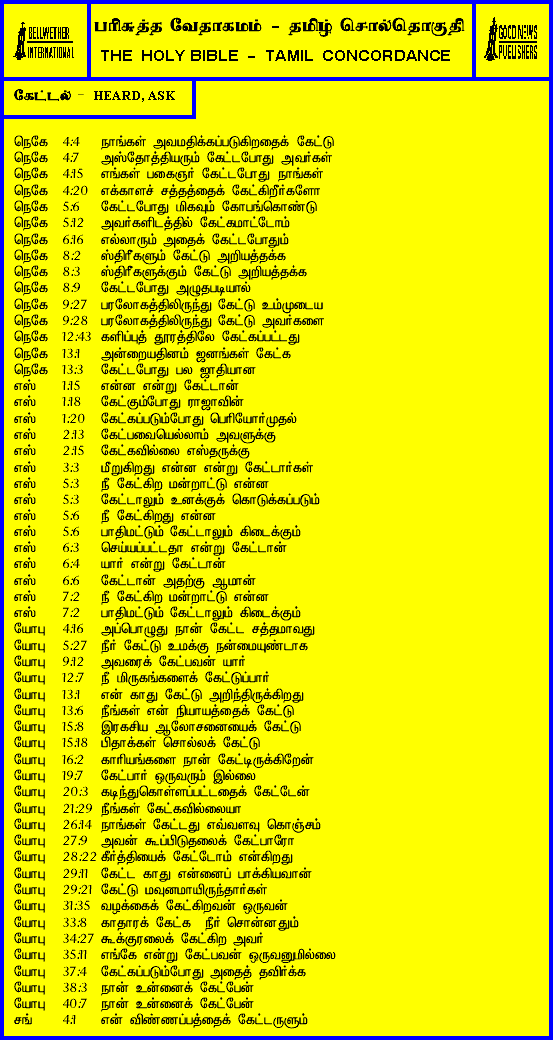 BELLWETHER
INTERNATIONAL
பரிசுத்த வேதாகமம் - தமிழ் சொல்தொகுதி
THE HOLY BIBLE - TAMIL CONCORDANCE
GOOD NEWS
PUBLISHERS
கேட்டல் - HEARD, ASK
நெகே 4:4 நாங்கள் அவமதிக்கப்படுகிறதைக் கேட்டு
நெகே 4:7 அஸ்தோத்தியரும் கேட்டபோது அவர்கள்
நெகே 4:15 எங்கள் பகைஞர் கேட்டபோது நாங்கள்
நெகே 4:20 எக்காளச் சத்தத்தைக் கேட்கிறீர்களோ
நெகே 5:6 கேட்டபோது மிகவும் கோபங்கொண்டு
நெகே 5:12 அவர்களிடத்தில் கேட்கமாட்டோம்
நெகே 6:16 எல்லாரும் அதைக் கேட்டபோதும்
நெகே 8:2 ஸ்திரீகளும் கேட்டு அறியத்தக்க
நெகே 8:3 ஸ்திரீகளுக்கும் கேட்டு அறியத்தக்க
நெகே 8:9 கேட்டபோது அழுதபடியால்
நெகே 9:27 பரலோகத்திலிருந்து கேட்டு உம்முடைய
நெகே 9:28 பரலோகத்திலிருந்து கேட்டு அவர்களை
நெகே 12:43 களிப்புத் தூரத்திலே கேட்கப்பட்டது
நெகே 13:1 அன்றையதினம் ஜனங்கள் கேட்க
நெகே 13:3 கேட்டபோது பல ஜாதியான
எஸ் 1:15 என்ன என்று கேட்டான்
எஸ் 1:18 கேட்கும்போது ராஜாவின்
எஸ் 1:20 கேட்கப்படும்போது பெரியோர்முதல்
எஸ் 2:13 கேட்பவையெல்லாம் அவளுக்கு
எஸ் 2:15 கேட்கவில்லை எஸ்தருக்கு
எஸ் 3:3 மீறுகிறது என்ன என்று கேட்டார்கள்
எஸ் 5:3 நீ கேட்கிற மன்றாட்டு என்ன
எஸ் 5:3 கேட்டாலும் உனக்குக் கொடுக்கப்படும்
எஸ் 5:6 நீ கேட்கிறது என்ன
எஸ் 5:6 பாதிமட்டும் கேட்டாலும் கிடைக்கும்
எஸ் 6:3 செய்யப்பட்டதா என்று கேட்டான்
எஸ் 6:4 யார் என்று கேட்டான்
எஸ் 6:6 கேட்டான் அதற்கு ஆமான்
எஸ் 7:2 நீ கேட்கிற மன்றாட்டு என்ன
எஸ் 7:2 பாதிமட்டும் கேட்டாலும் கிடைக்கும்
யோபு 4:16 அப்பொழுது நான் கேட்ட சத்தமாவது
யோபு 5:27 நீர் கேட்டு உமக்கு நன்மையுண்டாக
யோபு 9:12 அவரைக் கேட்பவன் யார்
யோபு 12:7 நீ மிருகங்களைக் கேட்டுப்பார்
யோபு 13:1 என் காது கேட்டு அறிந்திருக்கிறது
யோபு 13:6 நீங்கள் என் நியாயத்தைக் கேட்டு
யோபு 15:8 இரகசிய ஆலோசனையைக் கேட்டு
யோபு 15:18 பிதாக்கள் சொல்லக் கேட்டு
யோபு 16:2 காரியங்களை நான் கேட்டிருக்கிறேன்
யோபு 19:7 கேட்பார் ஒருவரும் இல்லை
யோபு 20:3 கடிந்துகொள்ளப்பட்டதைக் கேட்டேன்
யோபு 21:29 நீங்கள் கேட்கவில்லையா
யோபு 26:14 நாங்கள் கேட்டது எவ்வளவு கொஞ்சம்
யோபு 27:9 அவன் கூப்பிடுதலைக் கேட்பாரோ
யோபு 28:22 கீர்த்தியைக் கேட்டோம் என்கிறது
யோபு 29:11 கேட்ட காது என்னைப் பாக்கியவான்
யோபு 29:21 கேட்டு மவுனமாயிருந்தார்கள்
யோபு 31:35 வழக்கைக் கேட்கிறவன் ஒருவன்
யோபு 33:8 காதாரக் கேட்க நீர் சொன்னதும்
யோபு 34:27 கூக்குரலைக் கேட்கிற அவர்
யோபு 35:11 எங்கே என்று கேட்பவன் ஒருவனுமில்லை
யோபு 37:4 கேட்கப்படும்போது அதைத் தவிர்க்க
யோபு 38:3 நான் உன்னைக் கேட்பேன்
யோபு 40:7 நான் உன்னைக் கேட்பேன்
சங் 4:1 என் விண்ணப்பத்தைக் கேட்டருளும்